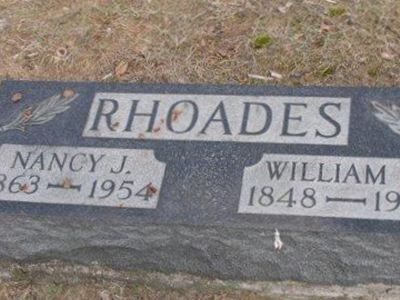 RHOADES
NANCY J.
863 — 1954
WILLIAM
1848 — 19